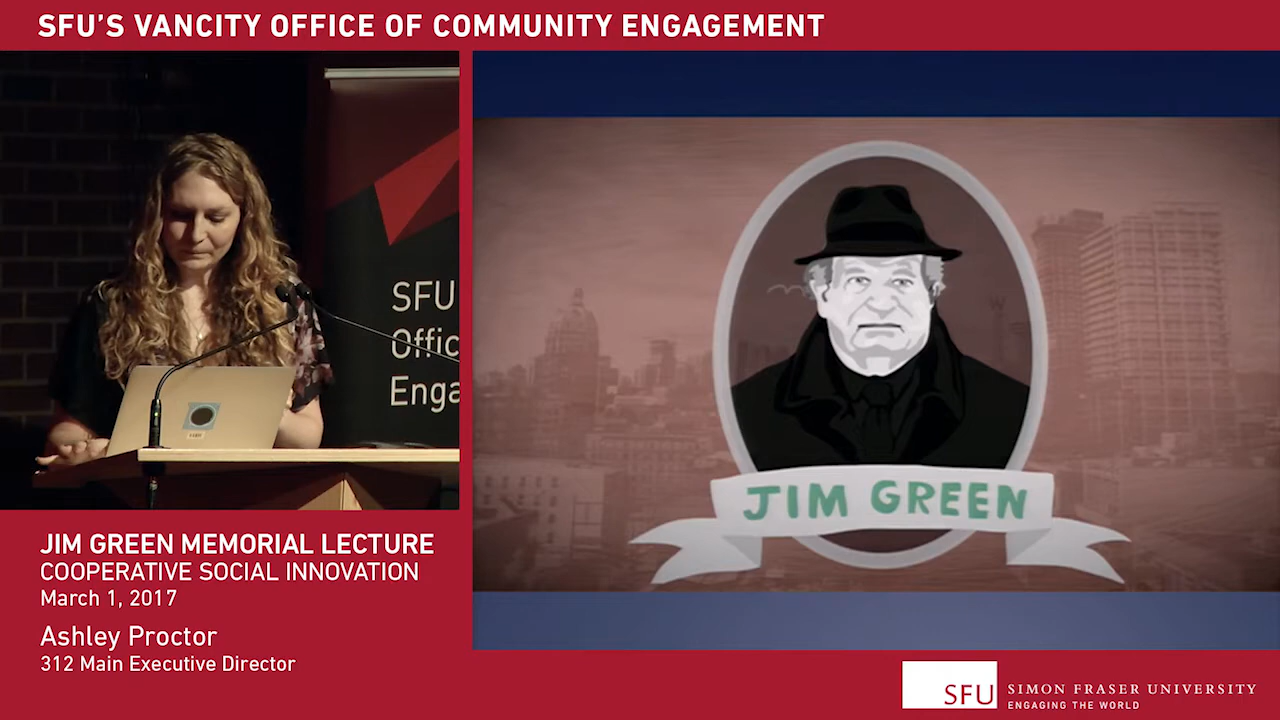 SFU'S VANCITY OFFICE OF COMMUNITY ENGAGEMENT
SFU
Offic
Enga
JIM GREEN
JIM GREEN MEMORIAL LECTURE
COOPERATIVE SOCIAL INNOVATION
March 1, 2017
Ashley Proctor
312 Main Executive Director
SFU
SIMON FRASER UNIVERSITY
ENGAGING THE WORLD